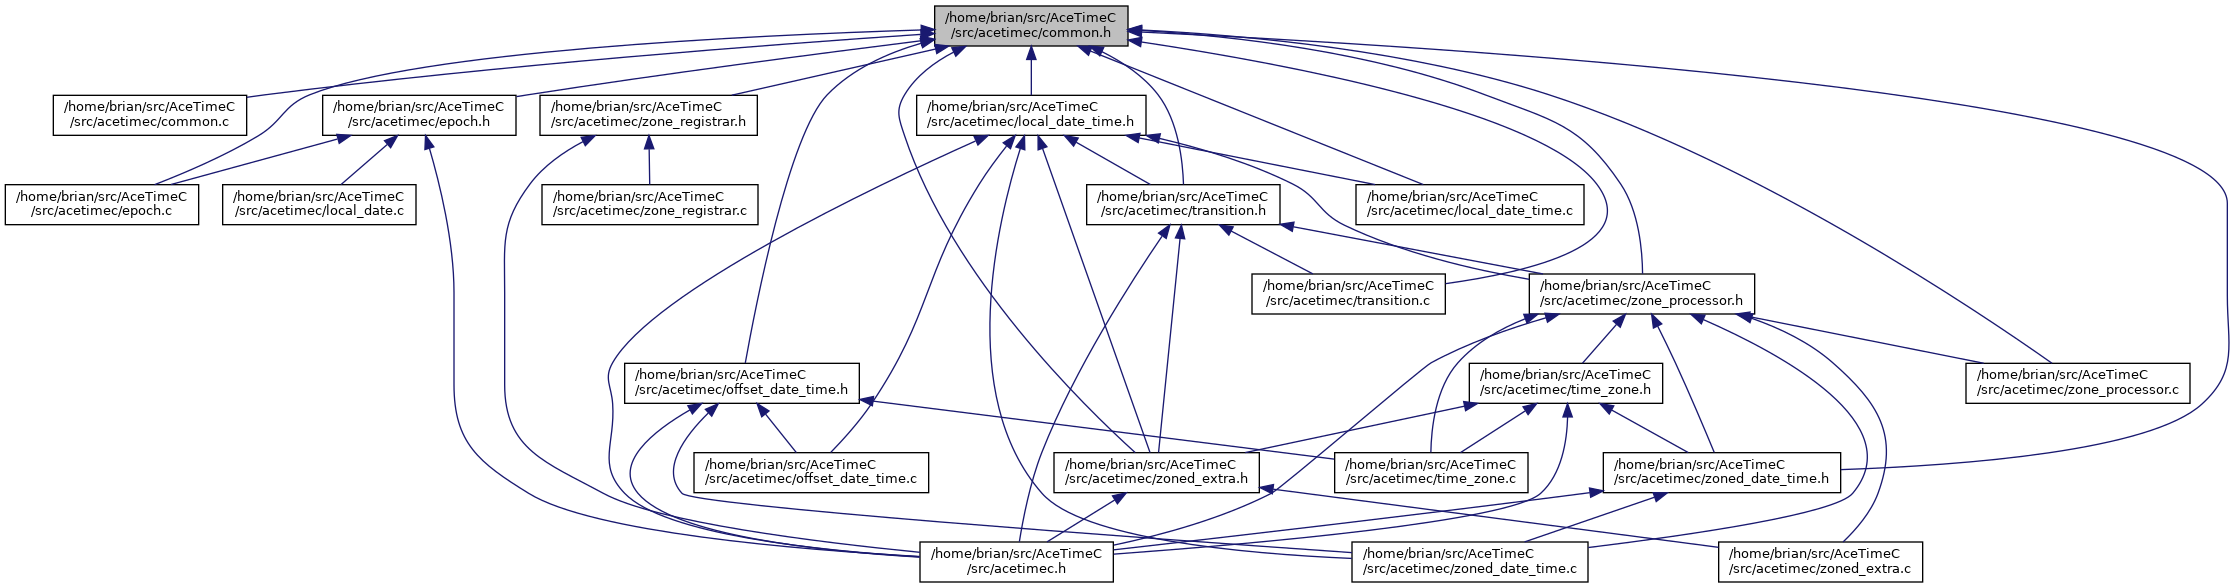 /home/brian/src/AceTimeC
/src/acetimec/common.h
/home/brian/src/AceTimeC
/src/acetimec/common.c
/home/brian/src/AceTimeC
/src/acetimec/epoch.h
/home/brian/src/AceTimeC
/src/acetimec/zone_registrar.h
/home/brian/src/AceTimeC
/src/acetimec/local_date_time.h
/home/brian/src/AceTimeC
/src/acetimec/epoch.c
/home/brian/src/AceTimeC
/src/acetimec/local_date.c
/home/brian/src/AceTimeC
/src/acetimec/zone_registrar.c
/home/brian/src/AceTimeC
/src/acetimec/transition.h
/home/brian/src/AceTimeC
/src/acetimec/local_date_time.c
/home/brian/src/AceTimeC
/src/acetimec/transition.c
/home/brian/src/AceTimeC
/src/acetimec/zone_processor.h
/home/brian/src/AceTimeC
/src/acetimec/offset_date_time.h
/home/brian/src/AceTimeC
/src/acetimec/time_zone.h
/home/brian/src/AceTimeC
/src/acetimec/zone_processor.c
/home/brian/src/AceTimeC
/src/acetimec/offset_date_time.c
/home/brian/src/AceTimeC
/src/acetimec/zoned_extra.h
/home/brian/src/AceTimeC
/src/acetimec/time_zone.c
/home/brian/src/AceTimeC
/src/acetimec/zoned_date_time.h
/home/brian/src/AceTimeC
/src/acetimec.h
/home/brian/src/AceTimeC
/src/acetimec/zoned_date_time.c
/home/brian/src/AceTimeC
/src/acetimec/zoned_extra.c